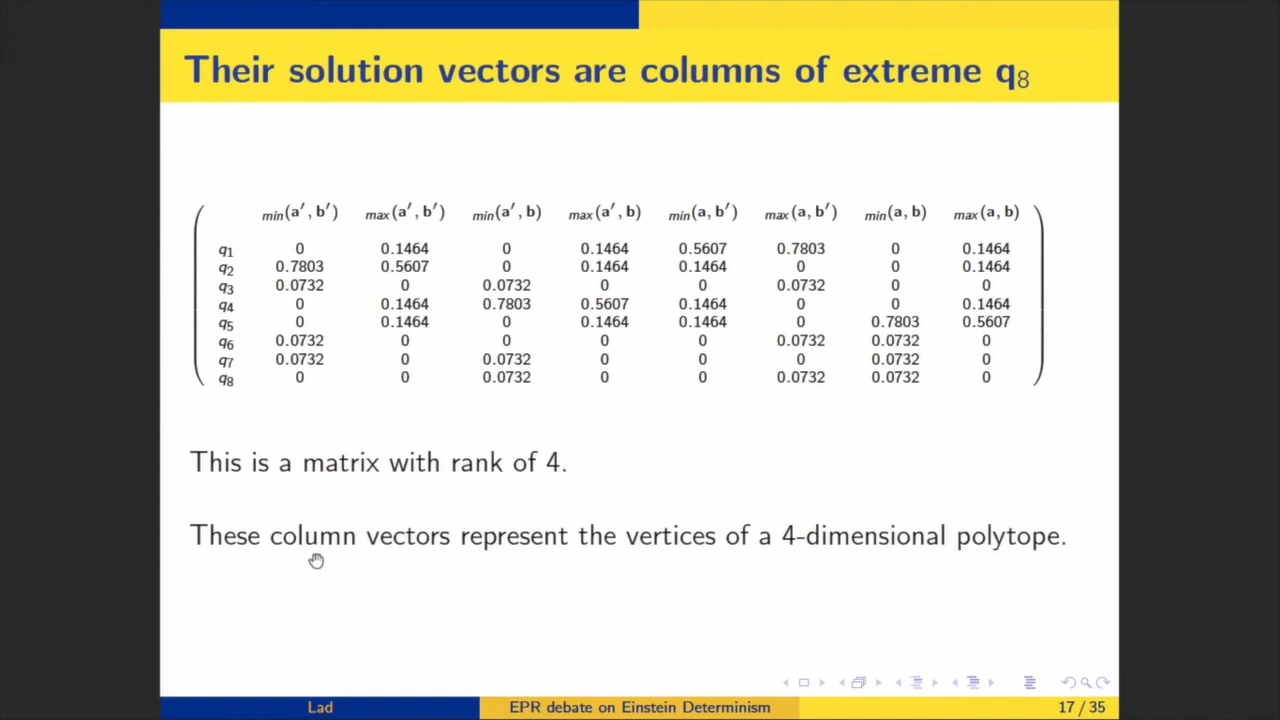 Their solution vectors are columns of extreme q8
min(a′, b′) max(a′, b′) min(a′, b) max(a′, b) min(a, b′) max(a, b′) min(a, b) max(a, b)
q1 0 0.1464 0 0.1464 0.5607 0.7803 0 0.1464
q2 0.7803 0.5607 0 0.1464 0.1464 0 0 0.1464
q3 0.0732 0 0.0732 0 0 0.0732 0 0
q4 0 0.1464 0.7803 0.5607 0.1464 0 0 0.1464
q5 0 0.1464 0 0.1464 0.1464 0 0.7803 0.5607
q6 0.0732 0 0 0 0 0.0732 0.0732 0
q7 0.0732 0 0.0732 0 0 0 0.0732 0
q8 0 0 0.0732 0 0 0.0732 0.0732 0
This is a matrix with rank of 4.
These column vectors represent the vertices of a 4-dimensional polytope.
Lad EPR debate on Einstein Determinism 17 / 35